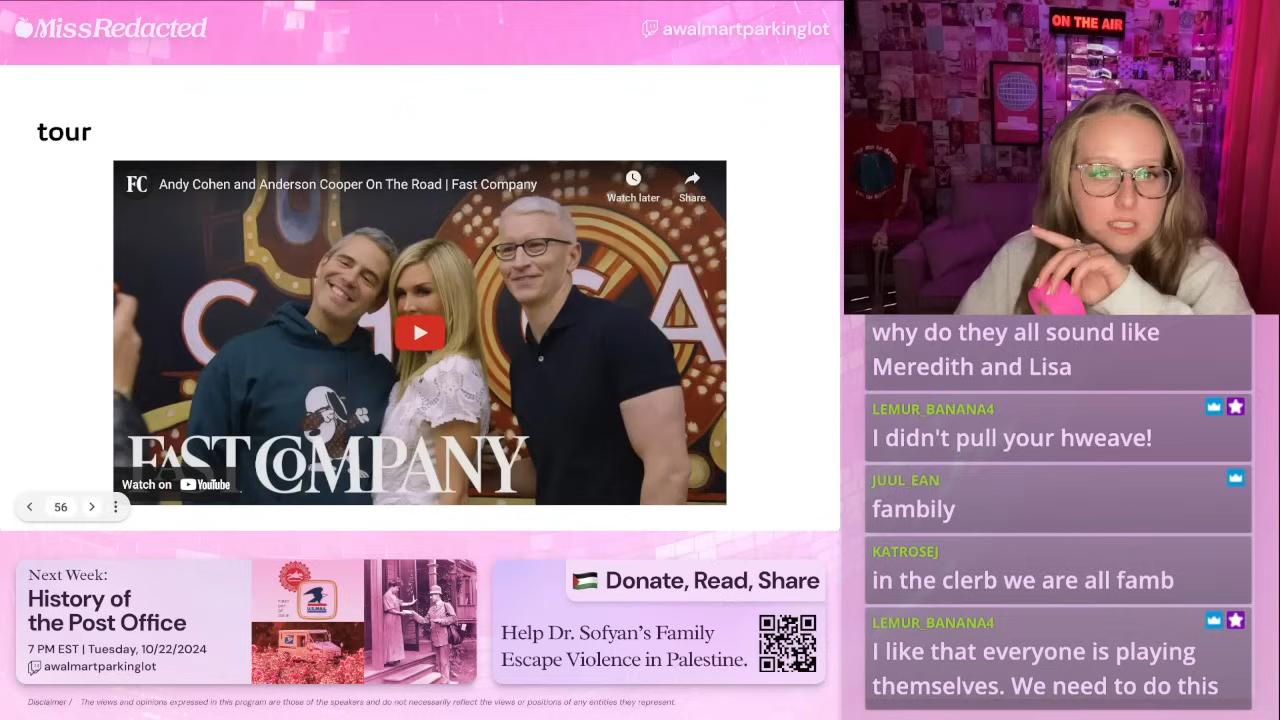 MissRedacted
awalmartparkinglot
ON THE AIR
tour
FC
Andy Cohen and Anderson Cooper On The Road | Fast Company
Watch later
Share
FAST COMPANY
Watch on YouTube
56
why do they all sound like
Meredith and Lisa
LEMUR_BANANA4
I didn't pull your hweave!
JUUL_EAN
fambily
KATROSEJ
in the clerb we are all famb
LEMUR_BANANA4
I like that everyone is playing
themselves. We need to do this
Next Week:
History of
the Post Office
7 PM EST | Tuesday, 10/22/2024
awalmartparkinglot
U.S.MAIL
Donate, Read, Share
Help Dr. Sofyan's Family
Escape Violence in Palestine.
Disclaimer / The views and opinions expressed in this program are those of the speakers and do not necessarily reflect the views or positions of any entities they represent.